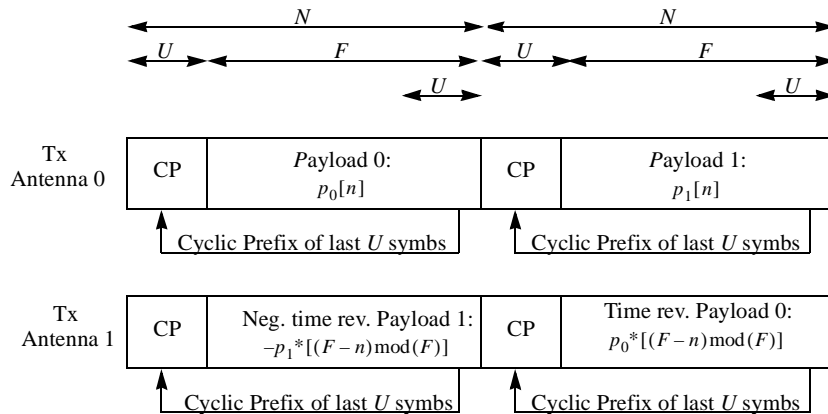 N N
U F U F
U U
Tx
Antenna 0
CP Payload 0:
p₀[n]
CP Payload 1:
p₁[n]
Cyclic Prefix of last U symbs Cyclic Prefix of last U symbs
Tx
Antenna 1
CP Neg. time rev. Payload 1:
−p₁*[(F−n)mod(F)]
CP Time rev. Payload 0:
p₀*[(F−n)mod(F)]
Cyclic Prefix of last U symbs Cyclic Prefix of last U symbs